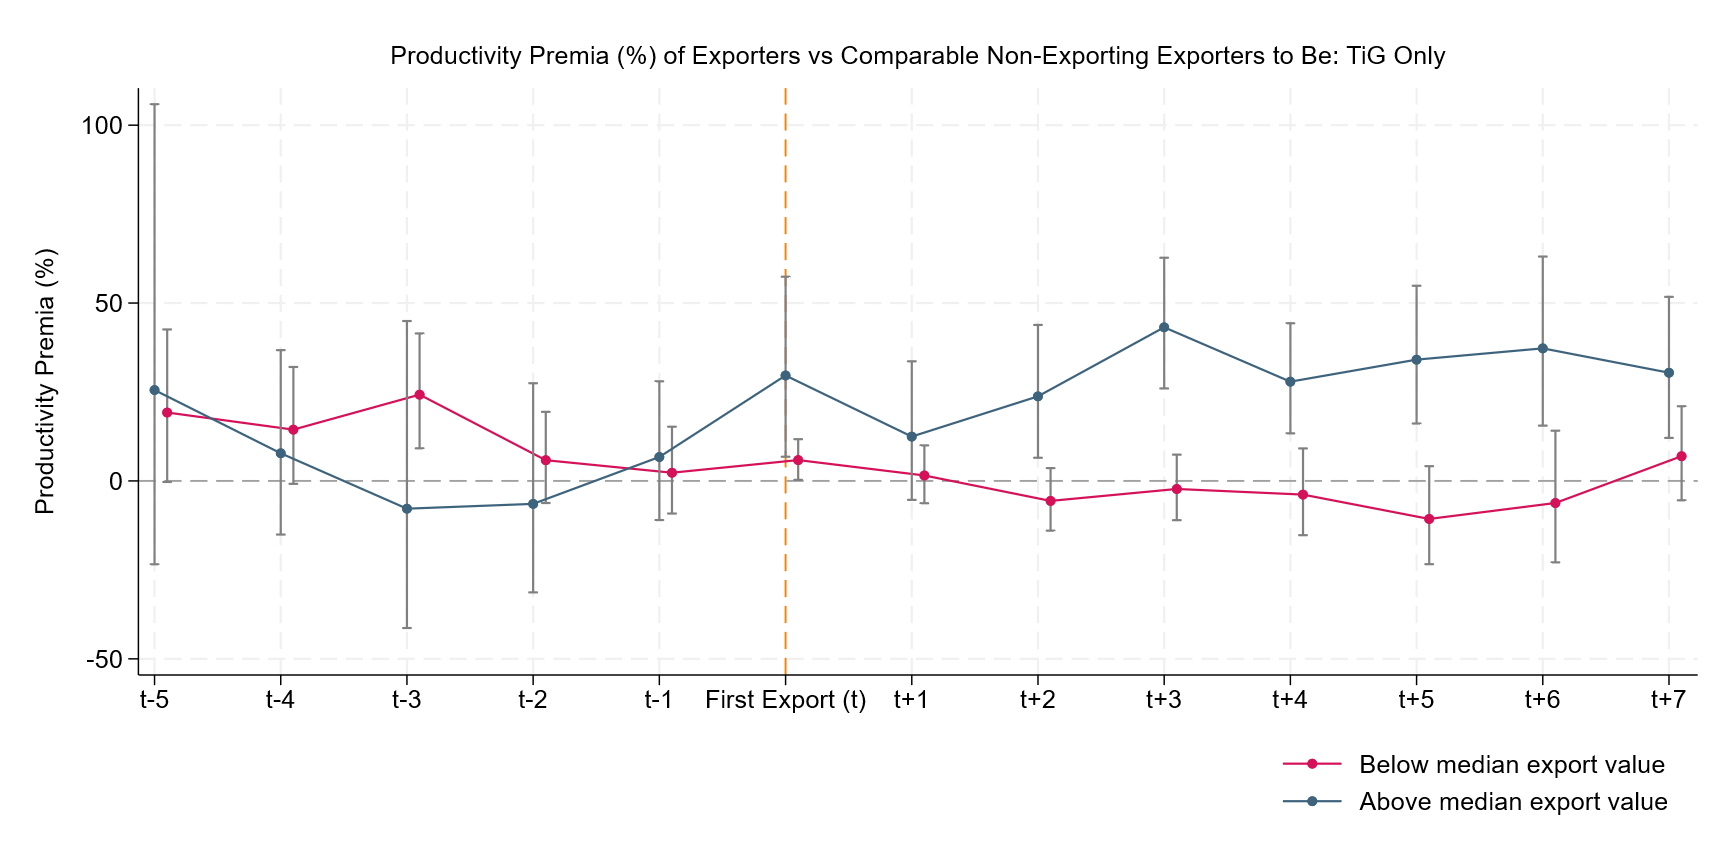 Productivity Premia (%) of Exporters vs Comparable Non-Exporting Exporters to Be: TiG Only
Productivity Premia (%)
100
50
0
-50
t-5 t-4 t-3 t-2 t-1 First Export (t) t+1 t+2 t+3 t+4 t+5 t+6 t+7
Below median export value
Above median export value